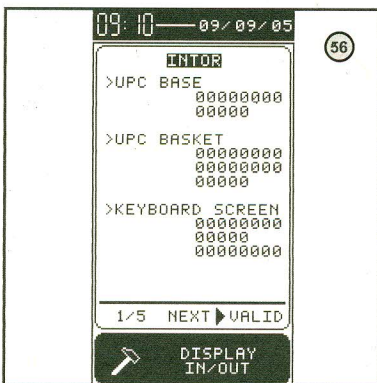 09:10 09/09/05
56
INTOR
>UPC BASE
00000000
00000
>UPC BASKET
00000000
00000000
00000
>KEYBOARD SCREEN
00000000
00000
00000000
1/5 NEXT▶VALID
DISPLAY
IN/OUT